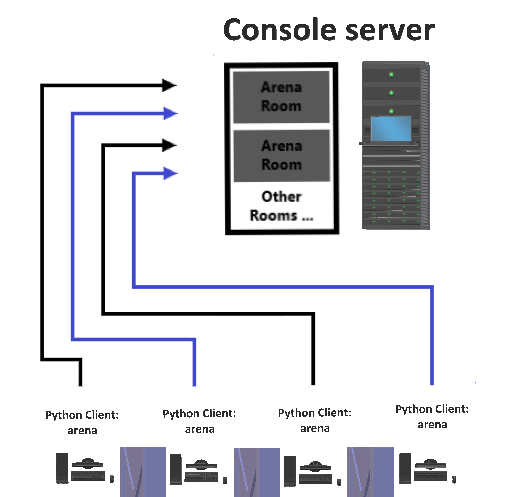 Console server
Arena
Room
Arena
Room
Other
Rooms ...
Python Client:
arena
Python Client:
arena
Python Client:
arena
Python Client:
arena